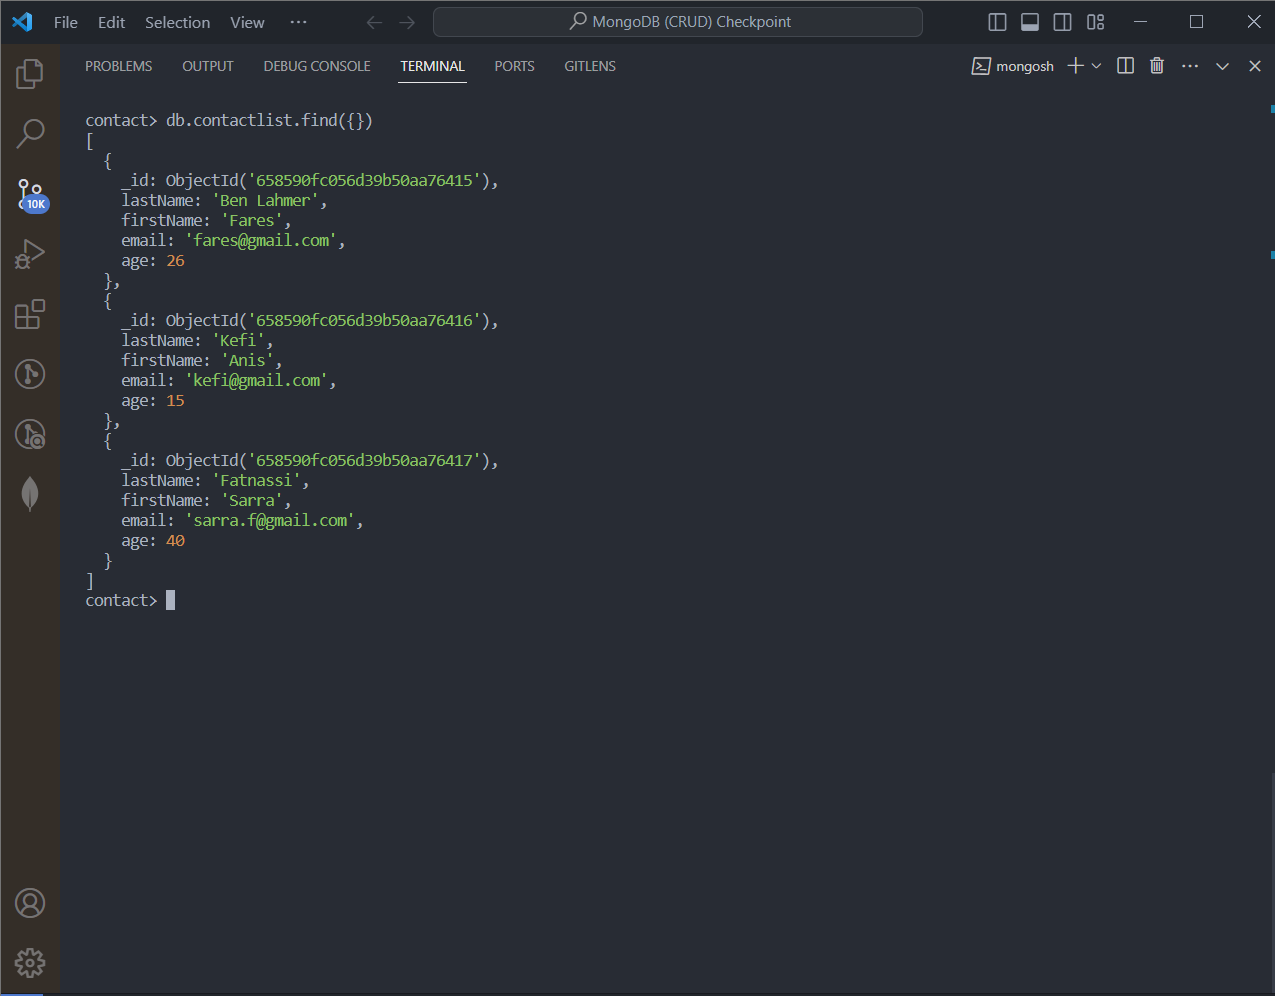 File Edit Selection View ··· MongoDB (CRUD) Checkpoint
PROBLEMS OUTPUT DEBUG CONSOLE TERMINAL PORTS GITLENS mongosh
contact> db.contactlist.find({})
[
  {
    _id: ObjectId('658590fc056d39b50aa76415'),
    lastName: 'Ben Lahmer',
    firstName: 'Fares',
    email: 'fares@gmail.com',
    age: 26
  },
  {
    _id: ObjectId('658590fc056d39b50aa76416'),
    lastName: 'Kefi',
    firstName: 'Anis',
    email: 'kefi@gmail.com',
    age: 15
  },
  {
    _id: ObjectId('658590fc056d39b50aa76417'),
    lastName: 'Fatnassi',
    firstName: 'Sarra',
    email: 'sarra.f@gmail.com',
    age: 40
  }
]
contact>
10K